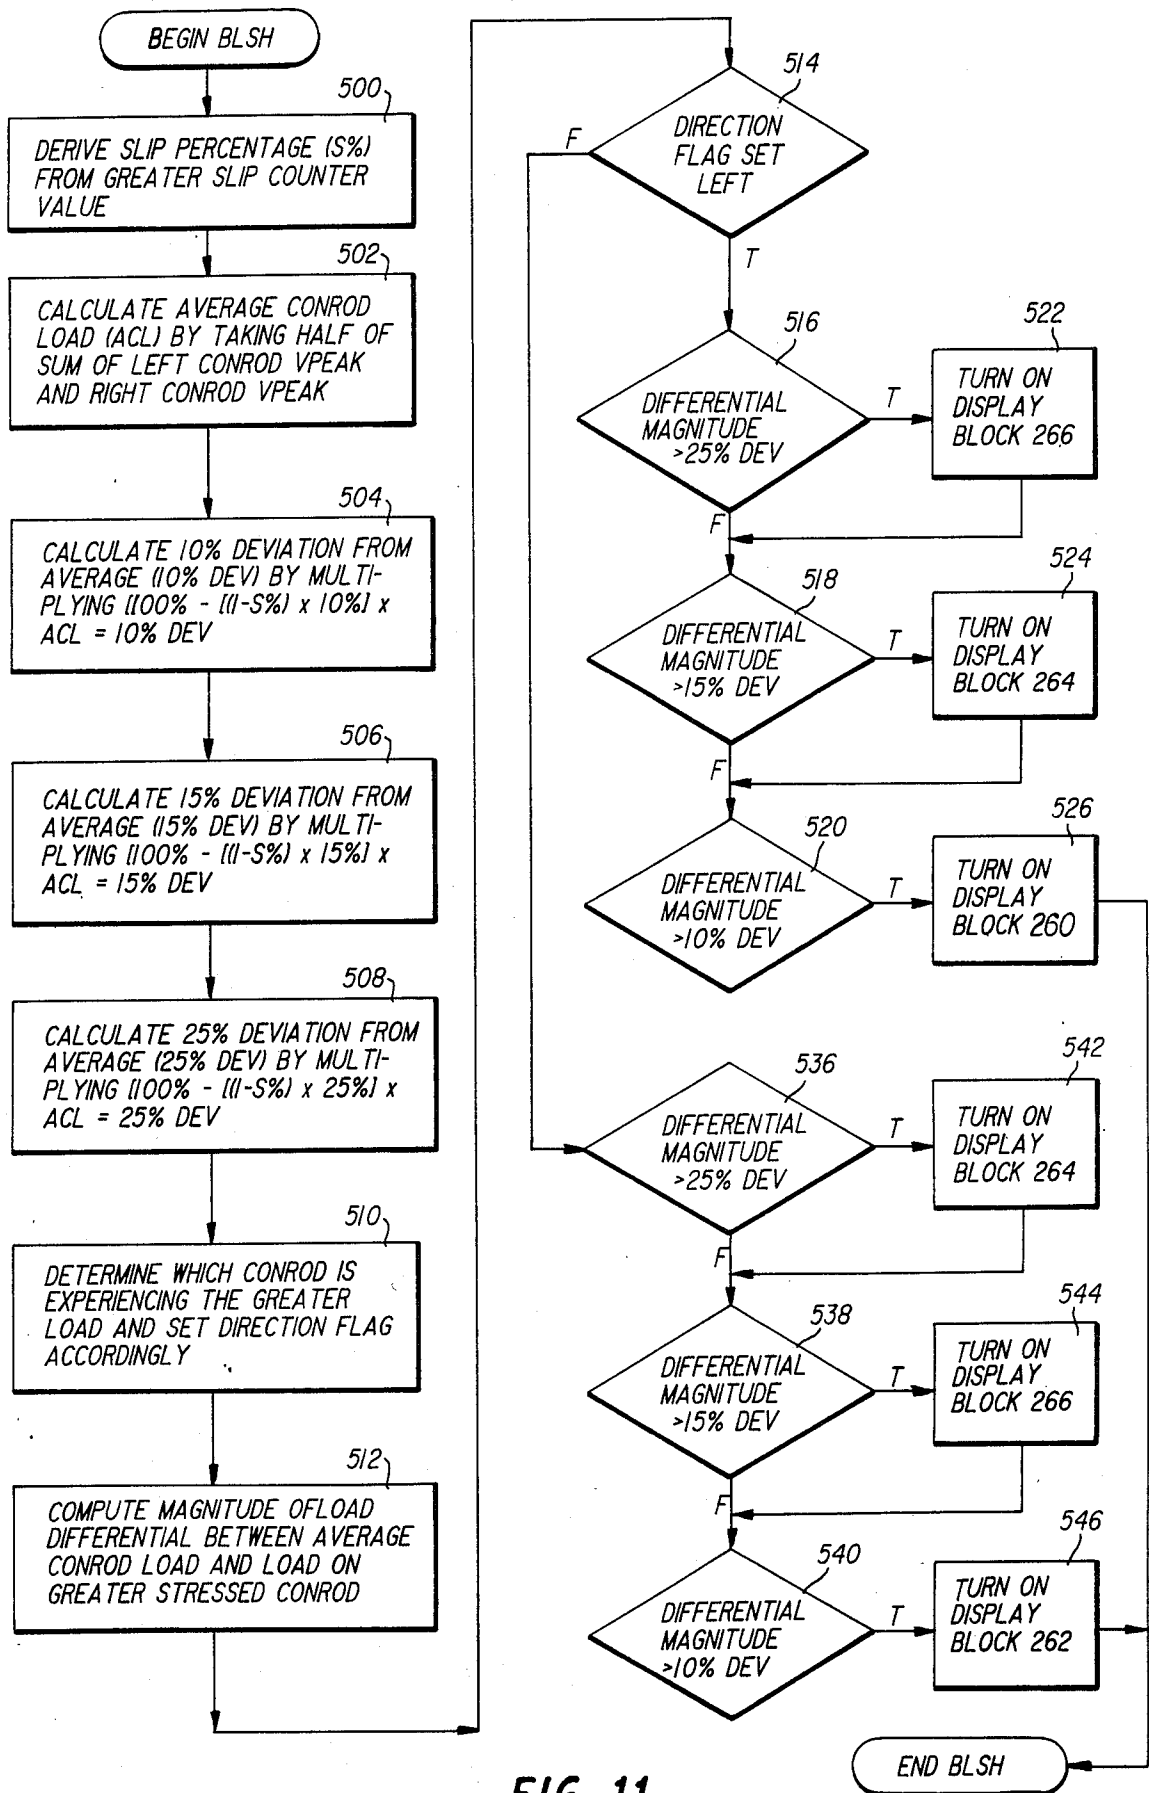 BEGIN BLSH
500
DERIVE SLIP PERCENTAGE (S%)
FROM GREATER SLIP COUNTER
VALUE
502
CALCULATE AVERAGE CONROD
LOAD (ACL) BY TAKING HALF OF
SUM OF LEFT CONROD VPEAK
AND RIGHT CONROD VPEAK
504
CALCULATE 10% DEVIATION FROM
AVERAGE (10% DEV) BY MULTI-
PLYING [100% - [(1-S%) x 10%] x
ACL = 10% DEV
506
CALCULATE 15% DEVIATION FROM
AVERAGE (15% DEV) BY MULTI-
PLYING [100% - [(1-S%) x 15%] x
ACL = 15% DEV
508
CALCULATE 25% DEVIATION FROM
AVERAGE (25% DEV) BY MULTI-
PLYING [100% - [(1-S%) x 25%] x
ACL = 25% DEV
510
DETERMINE WHICH CONROD IS
EXPERIENCING THE GREATER
LOAD AND SET DIRECTION FLAG
ACCORDINGLY
512
COMPUTE MAGNITUDE OFLOAD
DIFFERENTIAL BETWEEN AVERAGE
CONROD LOAD AND LOAD ON
GREATER STRESSED CONROD
514
DIRECTION
FLAG SET
LEFT
F
T
516
DIFFERENTIAL
MAGNITUDE
>25% DEV
T
F
522
TURN ON
DISPLAY
BLOCK 266
518
DIFFERENTIAL
MAGNITUDE
>15% DEV
T
F
524
TURN ON
DISPLAY
BLOCK 264
520
DIFFERENTIAL
MAGNITUDE
>10% DEV
T
526
TURN ON
DISPLAY
BLOCK 260
536
DIFFERENTIAL
MAGNITUDE
>25% DEV
T
F
542
TURN ON
DISPLAY
BLOCK 264
538
DIFFERENTIAL
MAGNITUDE
>15% DEV
T
F
544
TURN ON
DISPLAY
BLOCK 266
540
DIFFERENTIAL
MAGNITUDE
>10% DEV
T
546
TURN ON
DISPLAY
BLOCK 262
END BLSH
FIG. 11